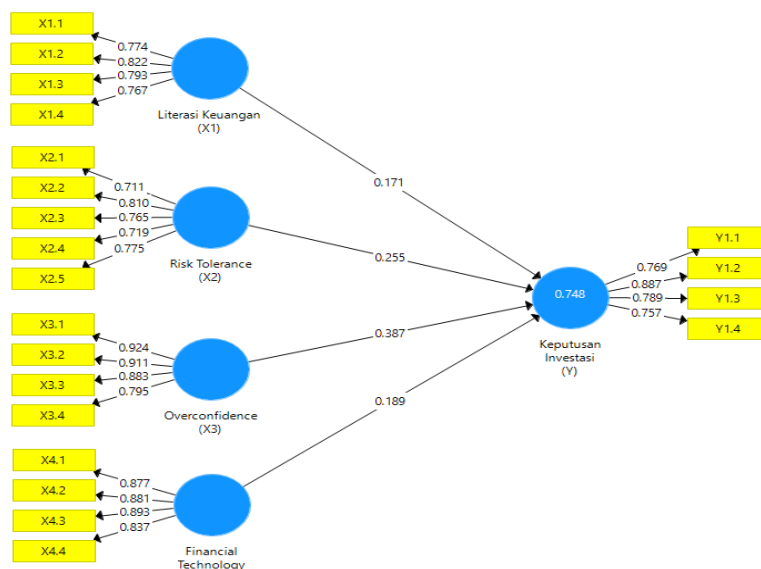 X1.1
X1.2
X1.3
X1.4
0.774
0.822
0.793
0.767
Literasi Keuangan
(X1)
0.171
X2.1
X2.2
X2.3
X2.4
X2.5
0.711
0.810
0.765
0.719
0.775
Risk Tolerance
(X2)
0.255
X3.1
X3.2
X3.3
X3.4
0.924
0.911
0.883
0.795
Overconfidence
(X3)
0.387
X4.1
X4.2
X4.3
X4.4
0.877
0.881
0.893
0.837
Financial
Technology
0.189
0.748
Keputusan
Investasi
(Y)
0.769
0.887
0.789
0.757
Y1.1
Y1.2
Y1.3
Y1.4